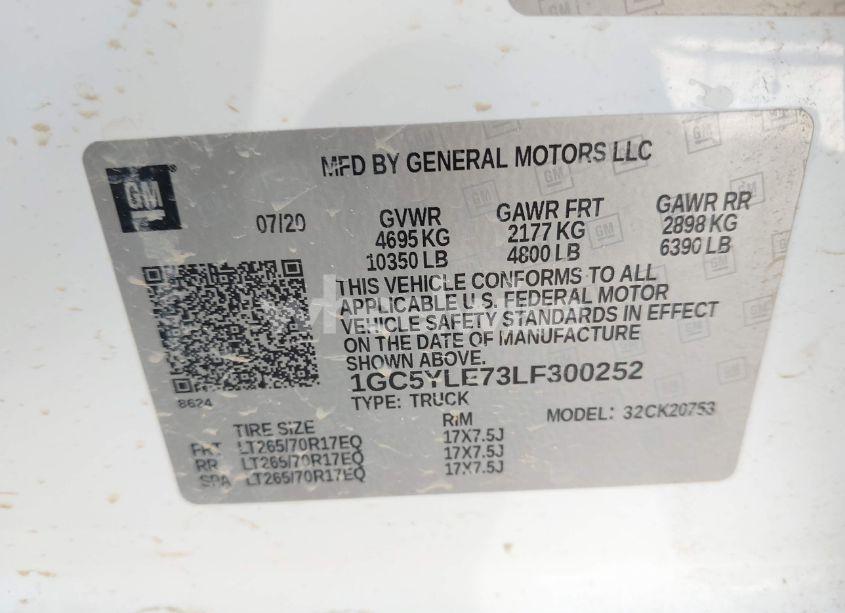 MFD BY GENERAL MOTORS LLC
GM
07/20
GVWR
4695 KG
10350 LB
GAWR FRT
2177 KG
4800 LB
GAWR RR
2898 KG
6390 LB
THIS VEHICLE CONFORMS TO ALL
APPLICABLE U.S. FEDERAL MOTOR
VEHICLE SAFETY STANDARDS IN EFFECT
ON THE DATE OF MANUFACTURE
SHOWN ABOVE.
1GC5YLE73LF300252
TYPE: TRUCK
MODEL: 32CK20753
8624
TIRE SIZE RIM
FRT LT265/70R17EQ 17X7.5J
RR LT265/70R17EQ 17X7.5J
SPA LT265/70R17EQ 17X7.5J